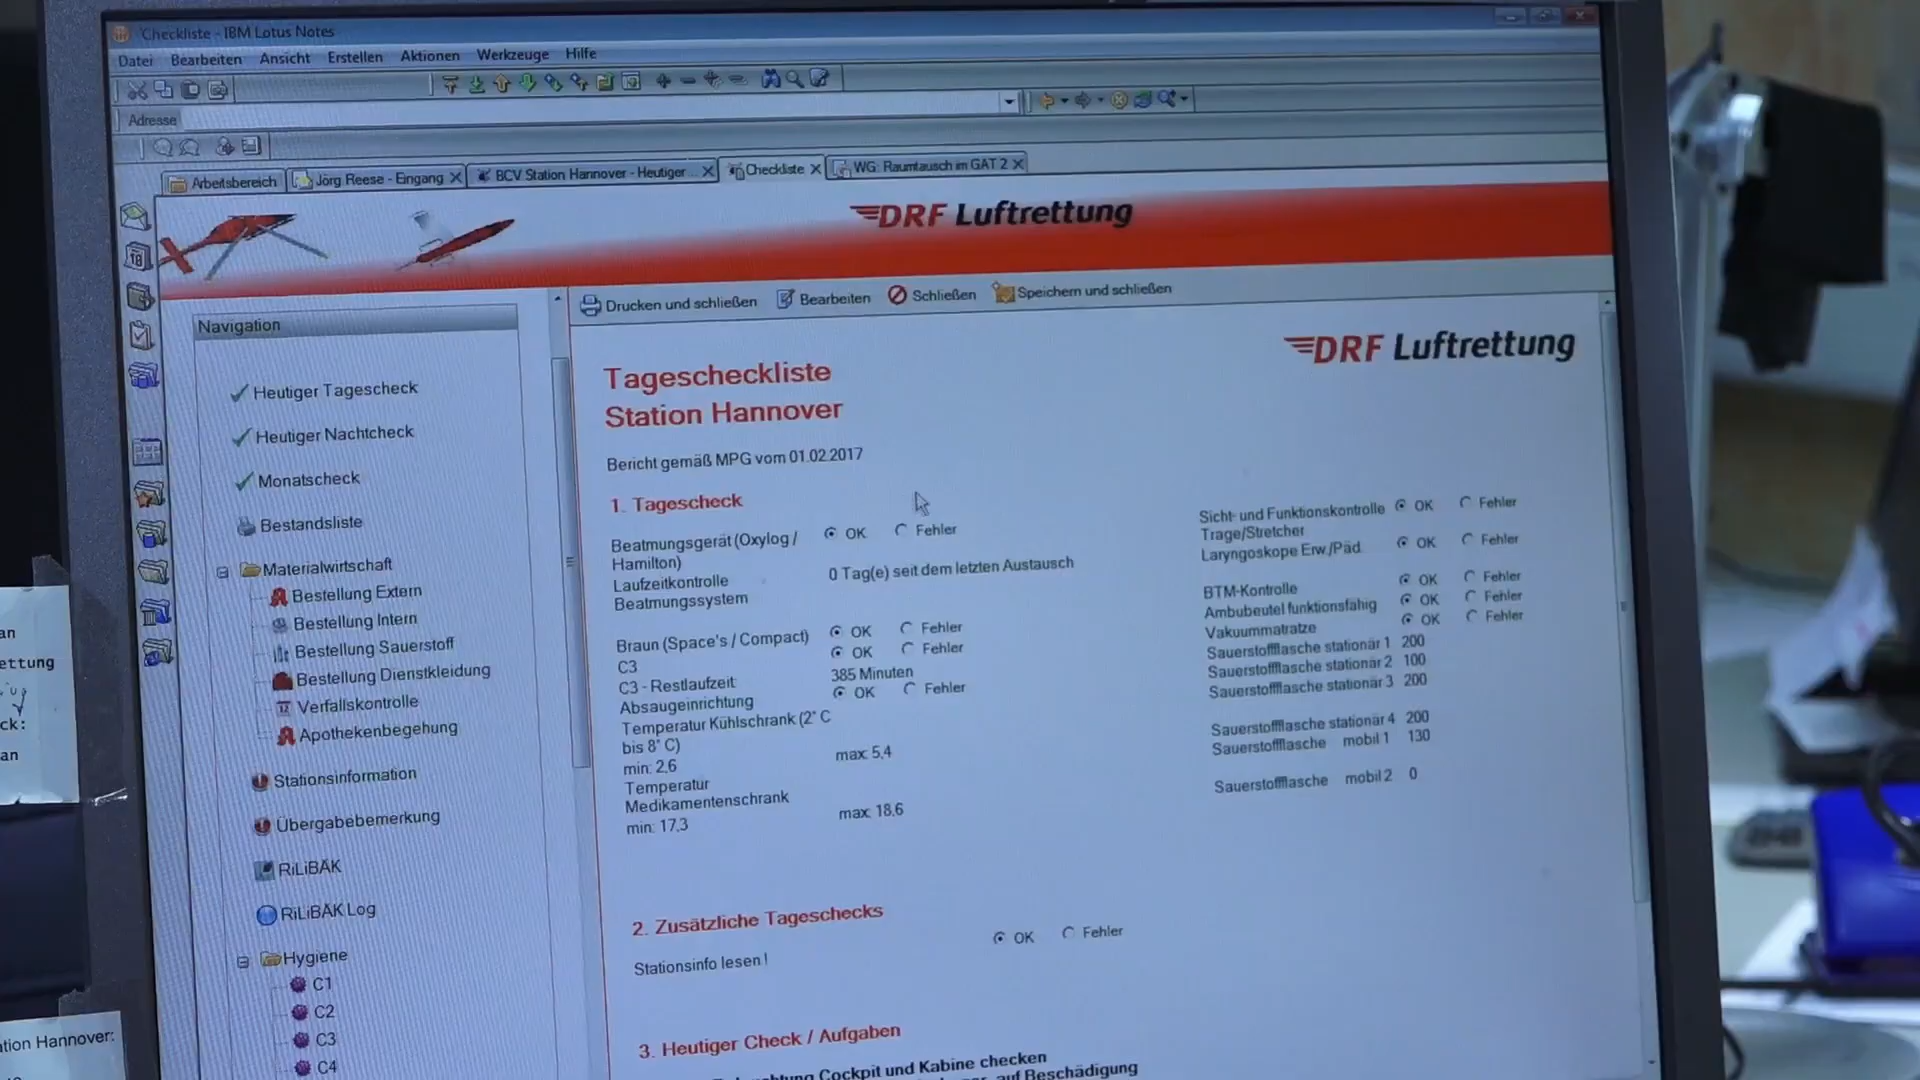 Checkliste - IBM Lotus Notes
Datei Bearbeiten Ansicht Erstellen Aktionen Werkzeuge Hilfe
Adresse
Arbeitsbereich Jörg Reese - Eingang BCV Station Hannover - Heutiger ... Checkliste WG: Raumtausch im GAT 2
DRF Luftrettung
Drucken und schließen Bearbeiten Schließen Speichern und schließen
Navigation
Heutiger Tagescheck
Heutiger Nachtcheck
Monatscheck
Bestandsliste
Materialwirtschaft
Bestellung Extern
Bestellung Intern
Bestellung Sauerstoff
Bestellung Dienstkleidung
Verfallskontrolle
Apothekenbegehung
Stationsinformation
Übergabebemerkung
RiLiBÄK
RiLiBÄK Log
Hygiene
C1
C2
C3
C4
DRF Luftrettung
Tagescheckliste
Station Hannover
Bericht gemäß MPG vom 01.02.2017
1. Tagescheck
Beatmungsgerät (Oxylog / OK Fehler
Hamilton)
Laufzeitkontrolle 0 Tag(e) seit dem letzten Austausch
Beatmungssystem
Braun (Space's / Compact) OK Fehler
C3 OK Fehler
C3 - Restlaufzeit 385 Minuten
Absaugeinrichtung OK Fehler
Temperatur Kühlschrank (2° C
bis 8° C)
min: 2,6 max: 5,4
Temperatur
Medikamentenschrank
min: 17,3 max: 18,6
Sicht- und Funktionskontrolle OK Fehler
Trage/Stretcher
Laryngoskope Erw./Päd. OK Fehler
BTM-Kontrolle OK Fehler
Ambubeutel funktionsfähig OK Fehler
Vakuummatratze OK Fehler
Sauerstoffflasche stationär 1 200
Sauerstoffflasche stationär 2 100
Sauerstoffflasche stationär 3 200
Sauerstoffflasche stationär 4 200
Sauerstoffflasche mobil 1 130
Sauerstoffflasche mobil 2 0
2. Zusätzliche Tageschecks
OK Fehler
Stationsinfo lesen !
3. Heutiger Check / Aufgaben
Cockpit und Kabine checken
auf Beschädigung
an
ettung
ck:
an
tion Hannover: